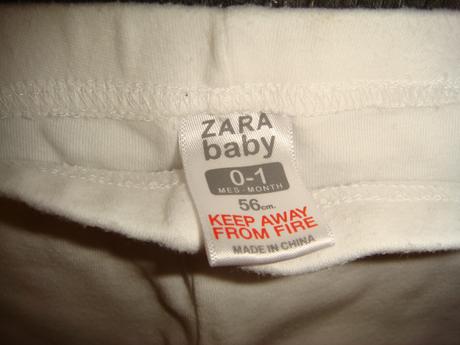 ZARA
baby
0-1
MES - MONTH
56cm.
KEEP AWAY
FROM FIRE
MADE IN CHINA